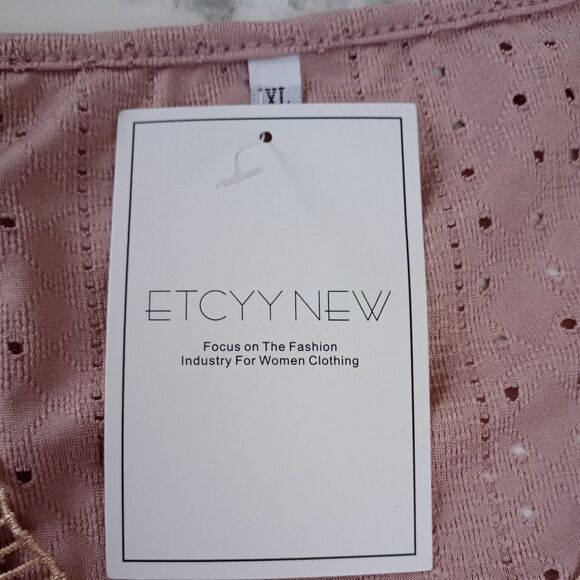 XL
ETCYY NEW
Focus on The Fashion
Industry For Women Clothing